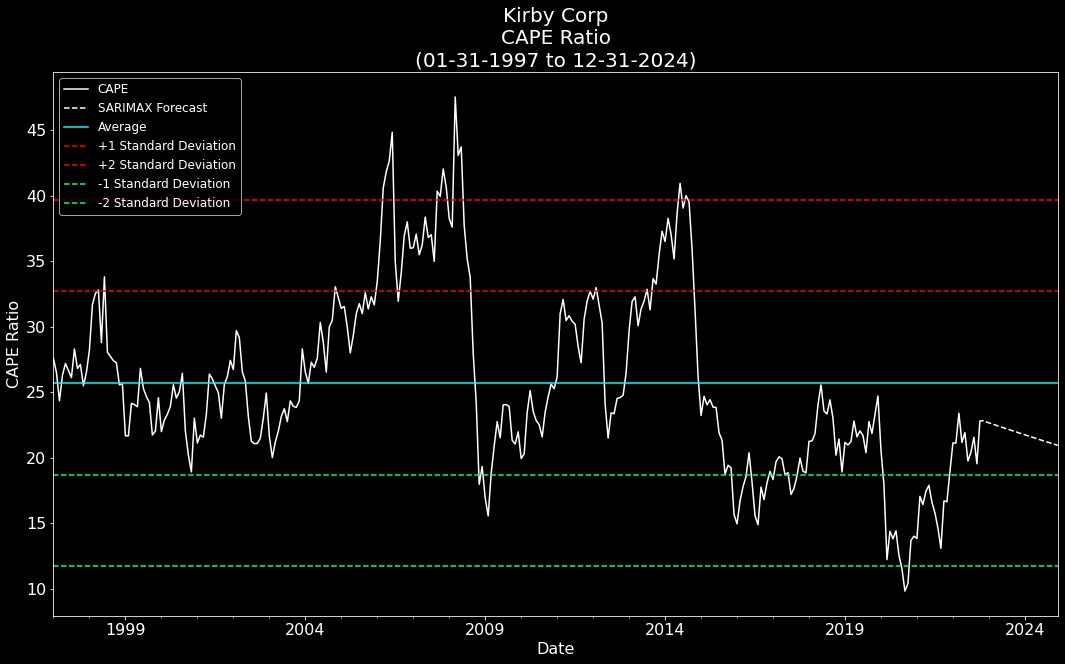 Kirby Corp
CAPE Ratio
(01-31-1997 to 12-31-2024)
CAPE
SARIMAX Forecast
Average
+1 Standard Deviation
+2 Standard Deviation
-1 Standard Deviation
-2 Standard Deviation
45
40
35
30
25
20
15
10
CAPE Ratio
1999
2004
2009
2014
2019
2024
Date